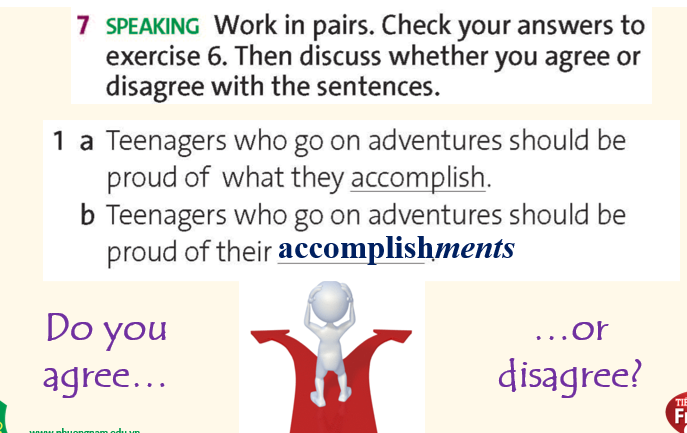 7 SPEAKING Work in pairs. Check your answers to
exercise 6. Then discuss whether you agree or
disagree with the sentences.
1 a Teenagers who go on adventures should be
proud of what they accomplish.
b Teenagers who go on adventures should be
proud of their accomplishments.
Do you
agree...
...or
disagree?
www.phuongnam.edu.vn